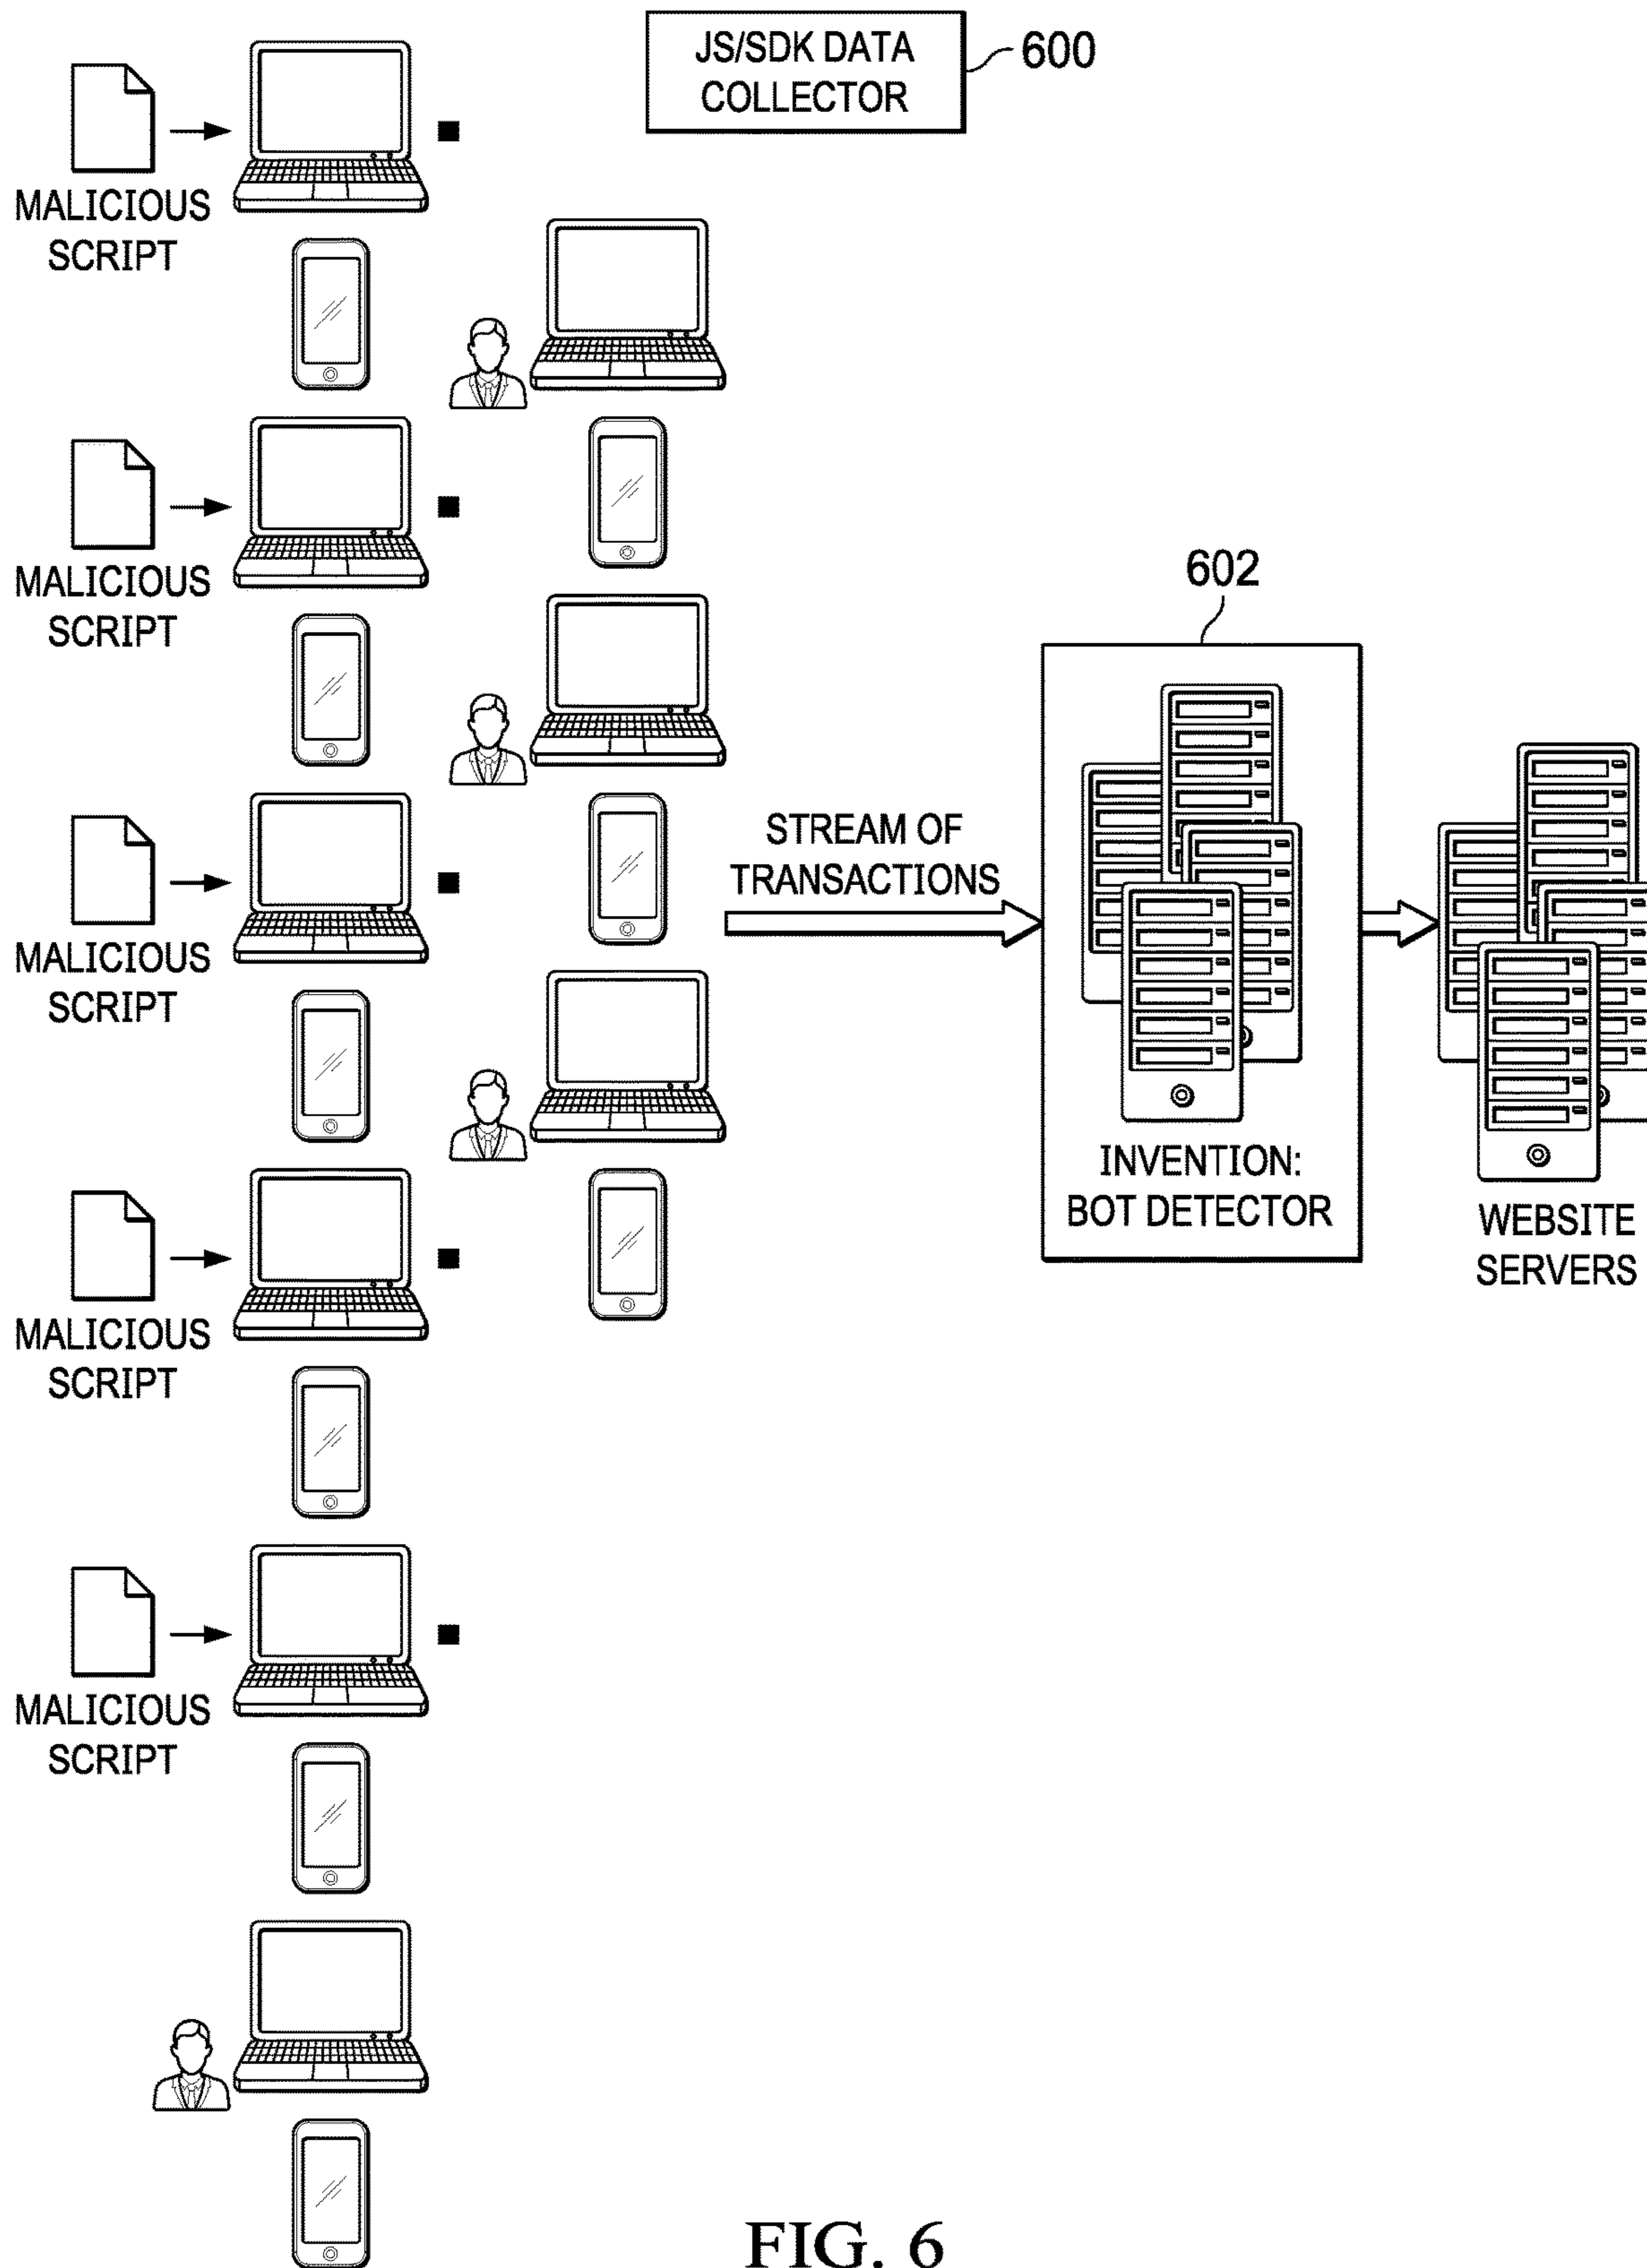 JS/SDK DATA
COLLECTOR
600
MALICIOUS
SCRIPT
MALICIOUS
SCRIPT
602
STREAM OF
TRANSACTIONS
MALICIOUS
SCRIPT
INVENTION:
BOT DETECTOR
WEBSITE
SERVERS
MALICIOUS
SCRIPT
MALICIOUS
SCRIPT
FIG. 6